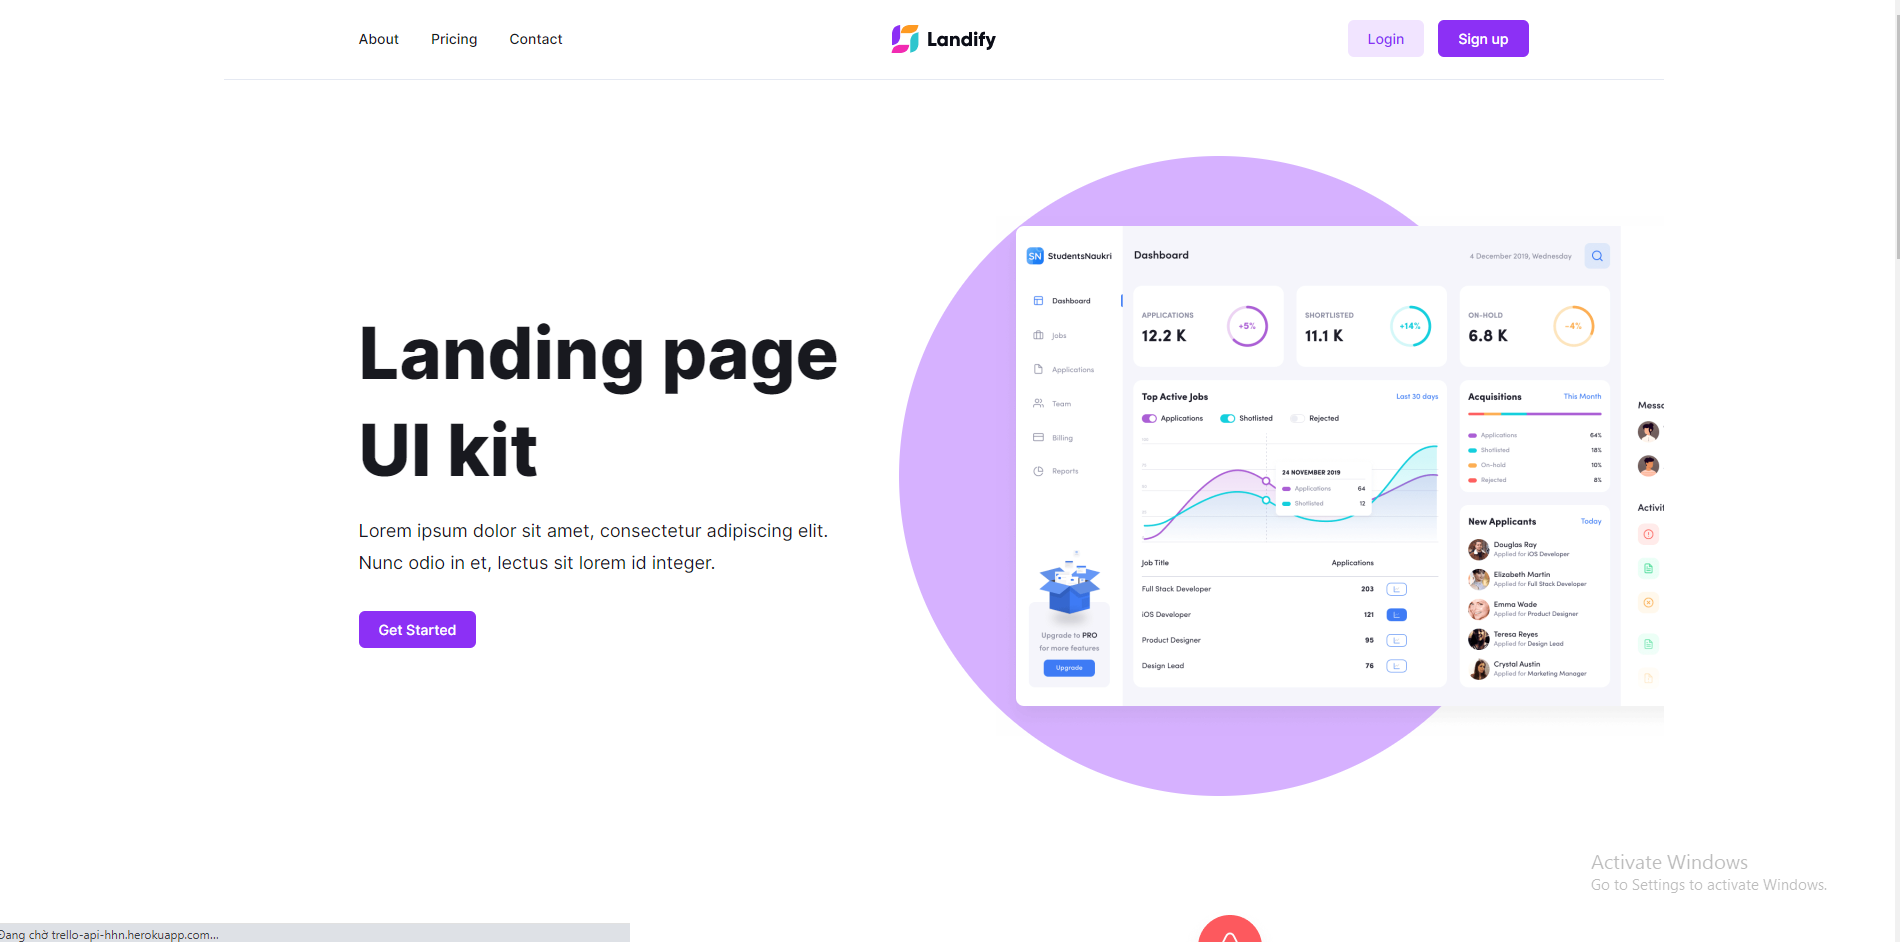 About
Pricing
Contact
Landify
Login
Sign up
Landing page
UI kit
Lorem ipsum dolor sit amet, consectetur adipiscing elit.
Nunc odio in et, lectus sit lorem id integer.
Get Started
SN StudentsNaukri
Dashboard
Jobs
Applications
Team
Billing
Reports
Upgrade to PRO
for more features
Upgrade
Dashboard
4 December 2019, Wednesday
APPLICATIONS
12.2 K
+5%
SHORTLISTED
11.1 K
+14%
ON-HOLD
6.8 K
-4%
Top Active Jobs
Last 30 days
Applications
Shotlisted
Rejected
24 NOVEMBER 2019
Applications 64
Shotlisted 12
Job Title Applications
Full Stack Developer 203
iOS Developer 121
Product Designer 95
Design Lead 76
Acquisitions
This Month
Applications 64%
Shotlisted 18%
On-hold 10%
Rejected 8%
New Applicants
Today
Douglas Ray
Applied for iOS Developer
Elizabeth Martin
Applied for Full Stack Developer
Emma Wade
Applied for Product Designer
Teresa Reyes
Applied for Design Lead
Crystal Austin
Applied for Marketing Manager
Messa
Activit
Activate Windows
Go to Settings to activate Windows.
Đang chờ trello-api-hhn.herokuapp.com...